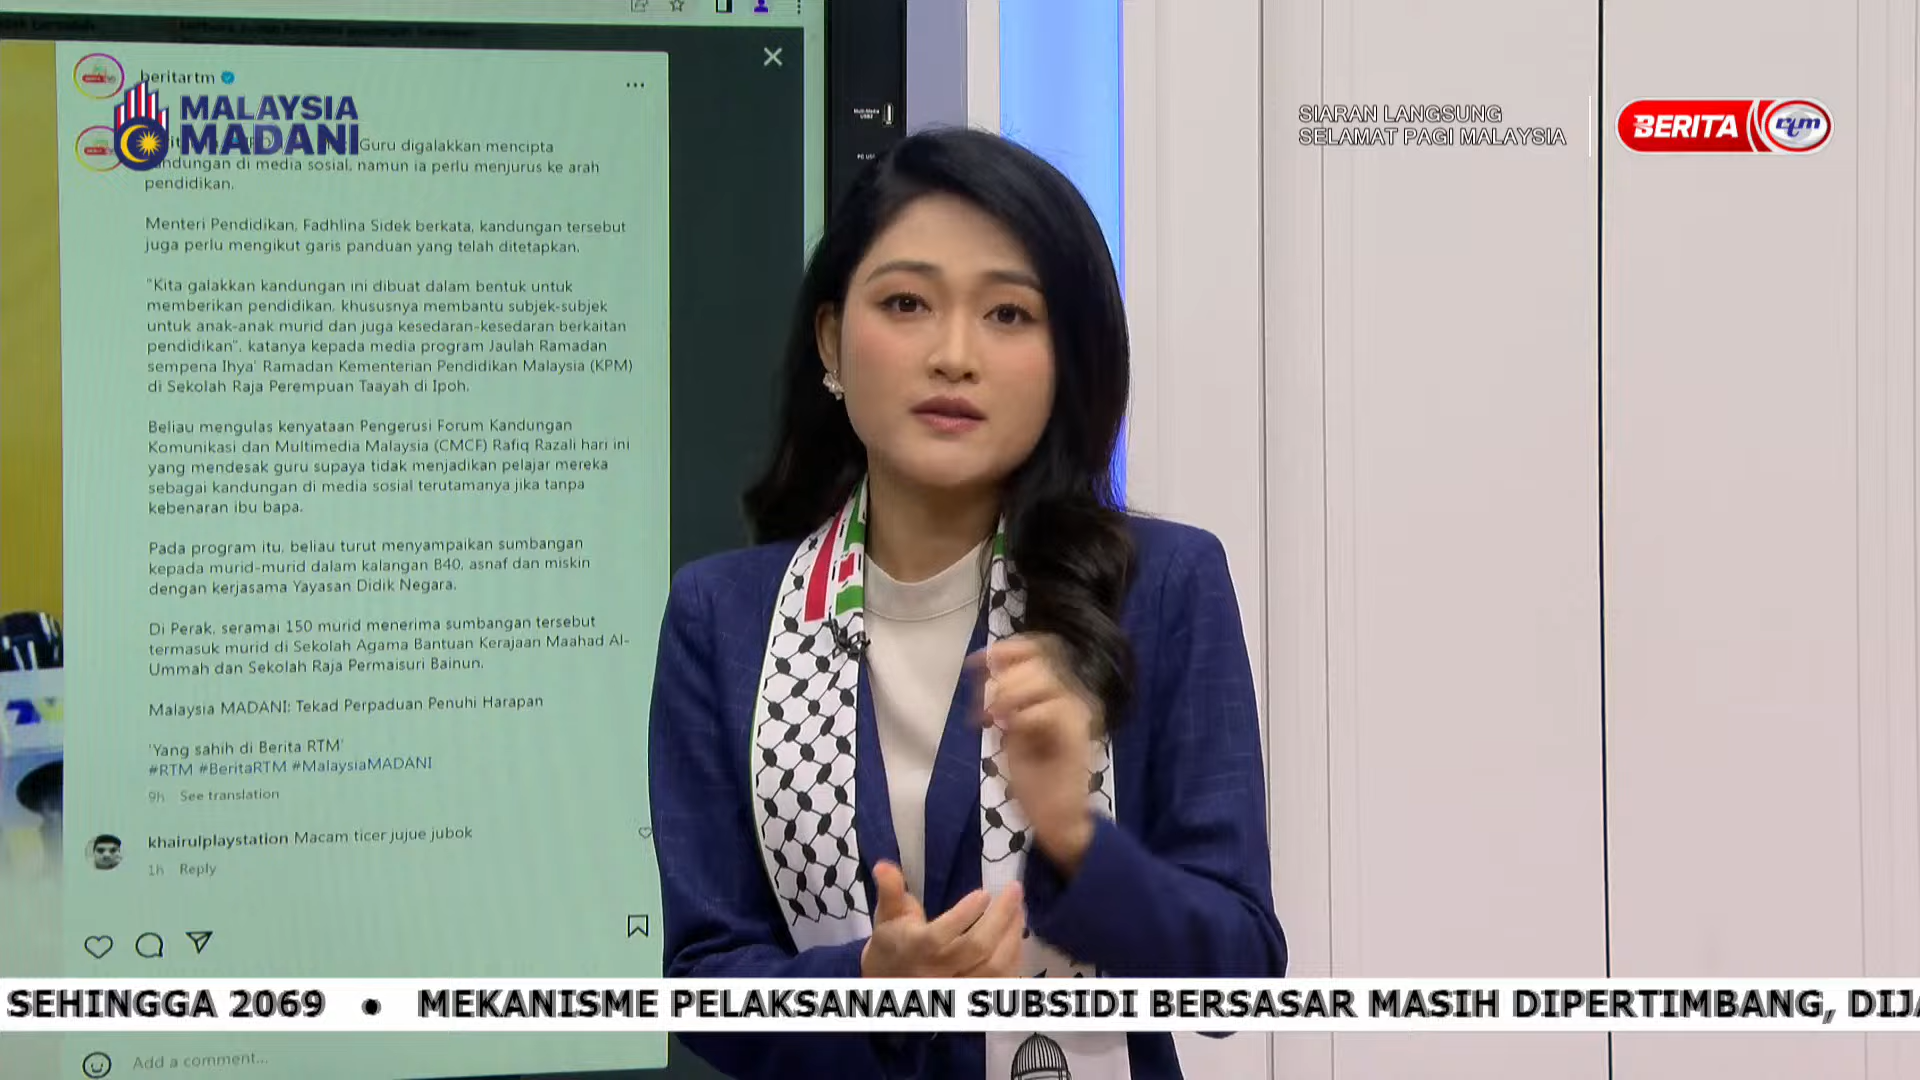 beritartm
MALAYSIA
MADANI
Guru digalakkan mencipta
kandungan di media sosial, namun ia perlu menjurus ke arah
pendidikan.
Menteri Pendidikan, Fadhlina Sidek berkata, kandungan tersebut
juga perlu mengikut garis panduan yang telah ditetapkan.
"Kita galakkan kandungan ini dibuat dalam bentuk untuk
memberikan pendidikan, khususnya membantu subjek-subjek
untuk anak-anak murid dan juga kesedaran-kesedaran berkaitan
pendidikan", katanya kepada media program Jaulah Ramadan
sempena Ihya' Ramadan Kementerian Pendidikan Malaysia (KPM)
di Sekolah Raja Perempuan Taayah di Ipoh.
Beliau mengulas kenyataan Pengerusi Forum Kandungan
Komunikasi dan Multimedia Malaysia (CMCF) Rafiq Razali hari ini
yang mendesak guru supaya tidak menjadikan pelajar mereka
sebagai kandungan di media sosial terutamanya jika tanpa
kebenaran ibu bapa.
Pada program itu, beliau turut menyampaikan sumbangan
kepada murid-murid dalam kalangan B40, asnaf dan miskin
dengan kerjasama Yayasan Didik Negara.
Di Perak, seramai 150 murid menerima sumbangan tersebut
termasuk murid di Sekolah Agama Bantuan Kerajaan Maahad Al-
Ummah dan Sekolah Raja Permaisuri Bainun.
Malaysia MADANI: Tekad Perpaduan Penuhi Harapan
'Yang sahih di Berita RTM'
#RTM #BeritaRTM #MalaysiaMADANI
9h See translation
khairulplaystation Macam ticer jujue jubok
1h Reply
Add a comment...
SIARAN LANGSUNG
SELAMAT PAGI MALAYSIA
BERITA rtm
SEHINGGA 2069 • MEKANISME PELAKSANAAN SUBSIDI BERSASAR MASIH DIPERTIMBANG, DIJA